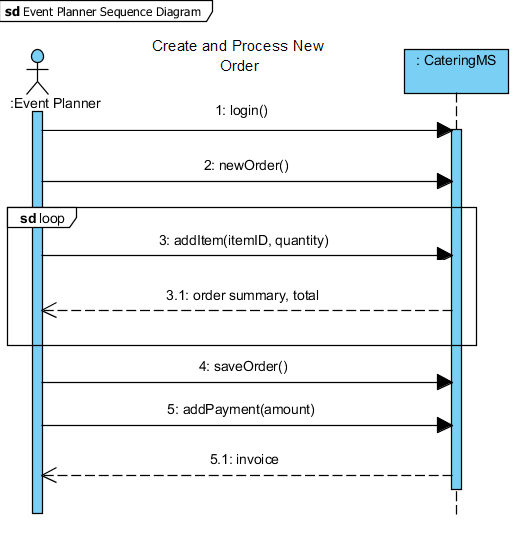 sd Event Planner Sequence Diagram
Create and Process New
Order
: CateringMS
:Event Planner
1: login()
2: newOrder()
sd loop
3: addItem(itemID, quantity)
3.1: order summary, total
4: saveOrder()
5: addPayment(amount)
5.1: invoice